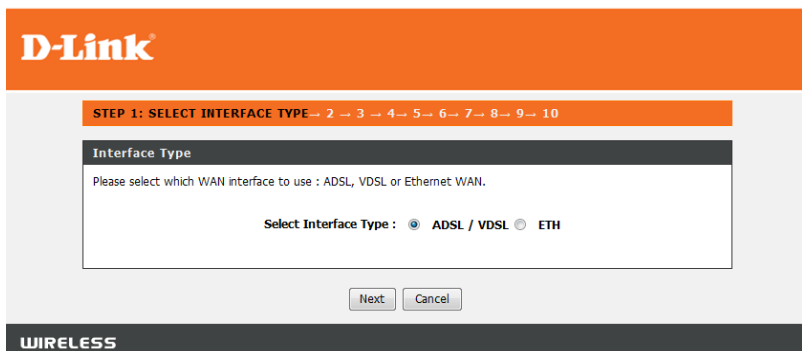 D-Link
STEP 1: SELECT INTERFACE TYPE→ 2 → 3 → 4→ 5→ 6→ 7→ 8→ 9→ 10
Interface Type
Please select which WAN interface to use : ADSL, VDSL or Ethernet WAN.
Select Interface Type : ADSL / VDSL ETH
Next Cancel
WIRELESS